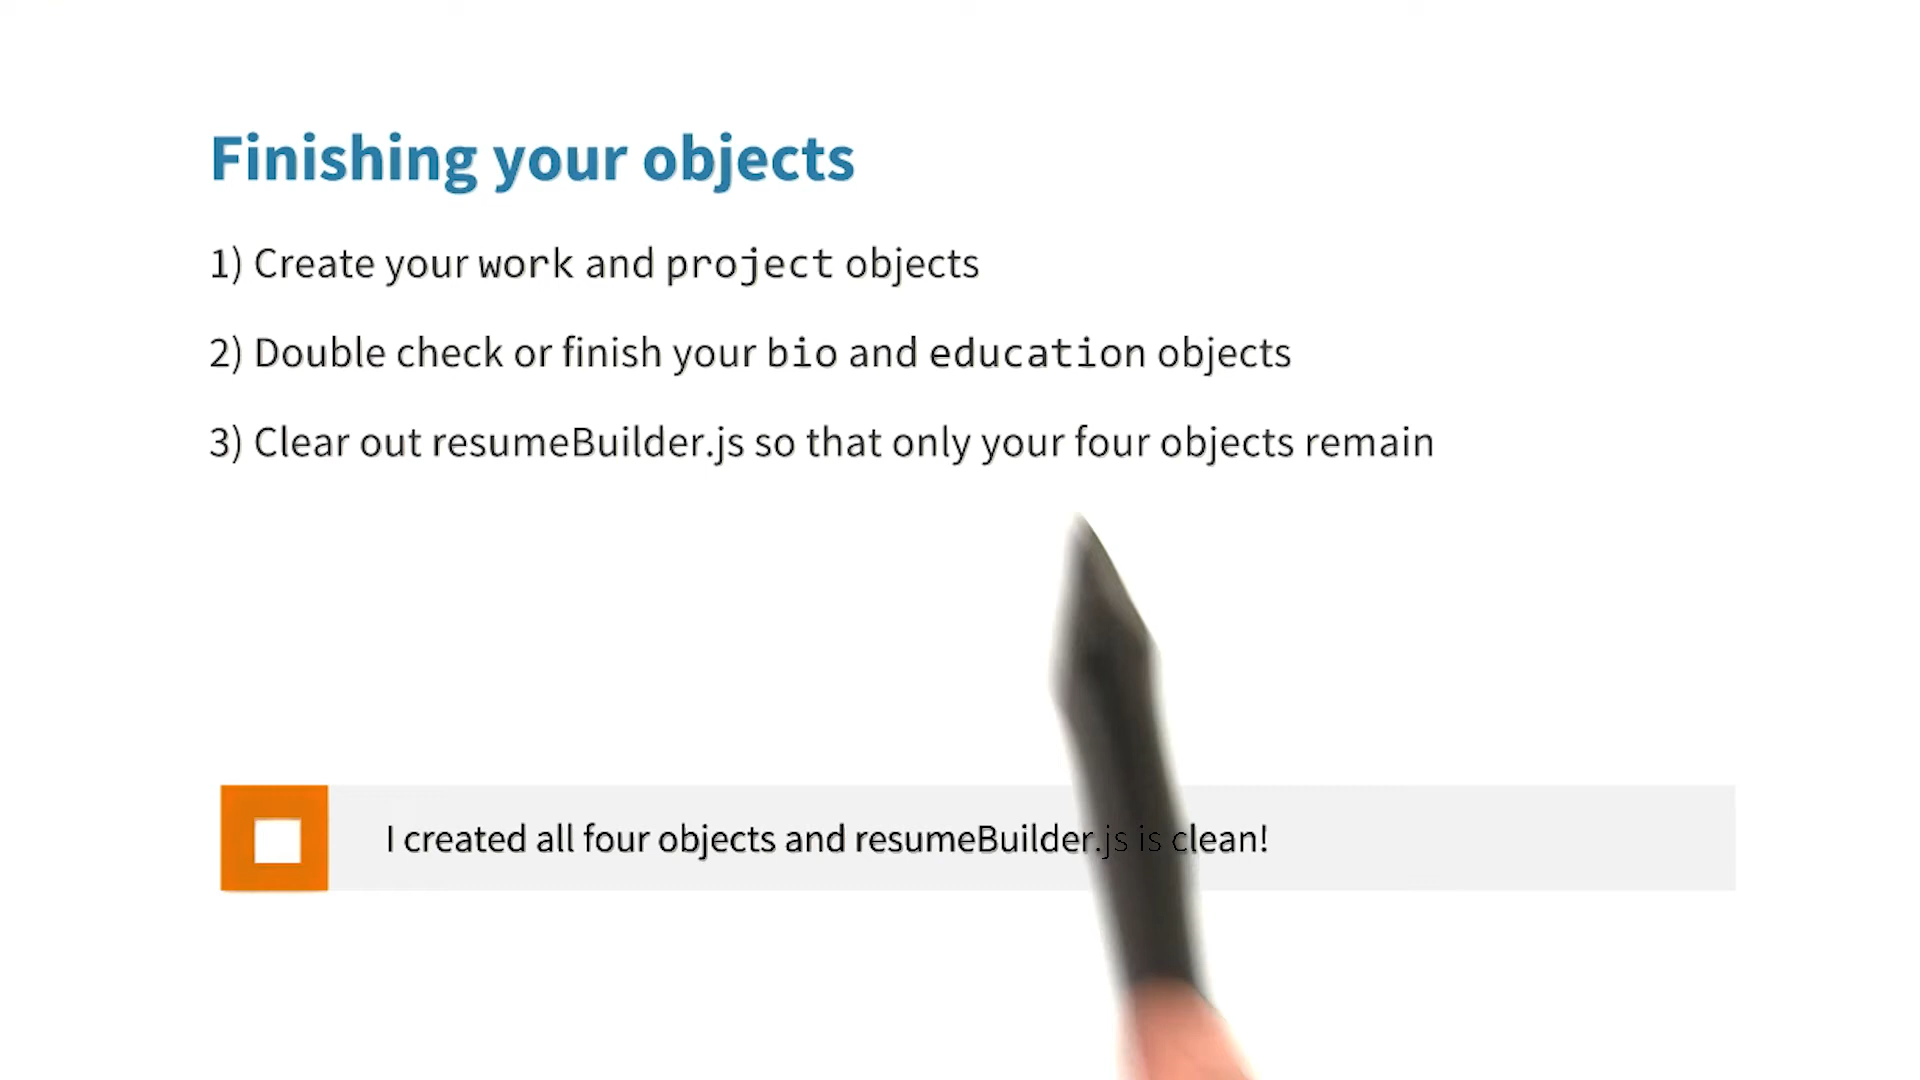 Finishing your objects
1) Create your work and project objects
2) Double check or finish your bio and education objects
3) Clear out resumeBuilder.js so that only your four objects remain
I created all four objects and resumeBuilder.js is clean!